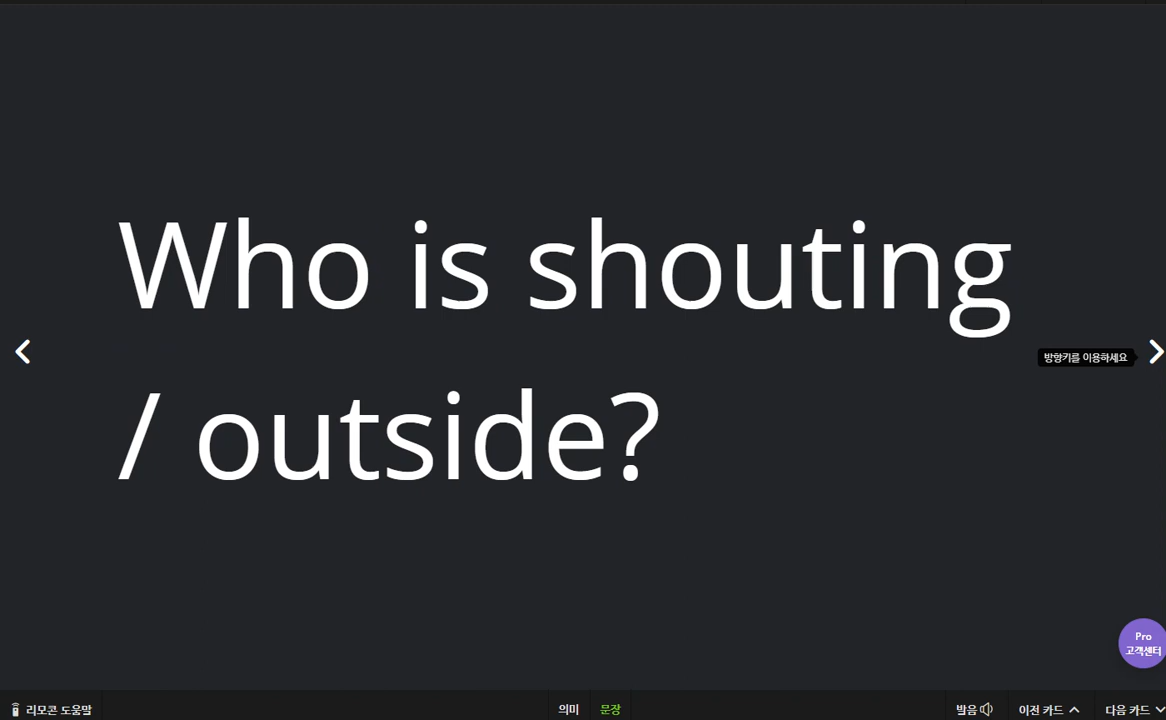 Who is shouting
/ outside?
방향키를 이용하세요
Pro
고객센터
리모콘 도움말
의미
문장
발음
이전 카드
다음 카드